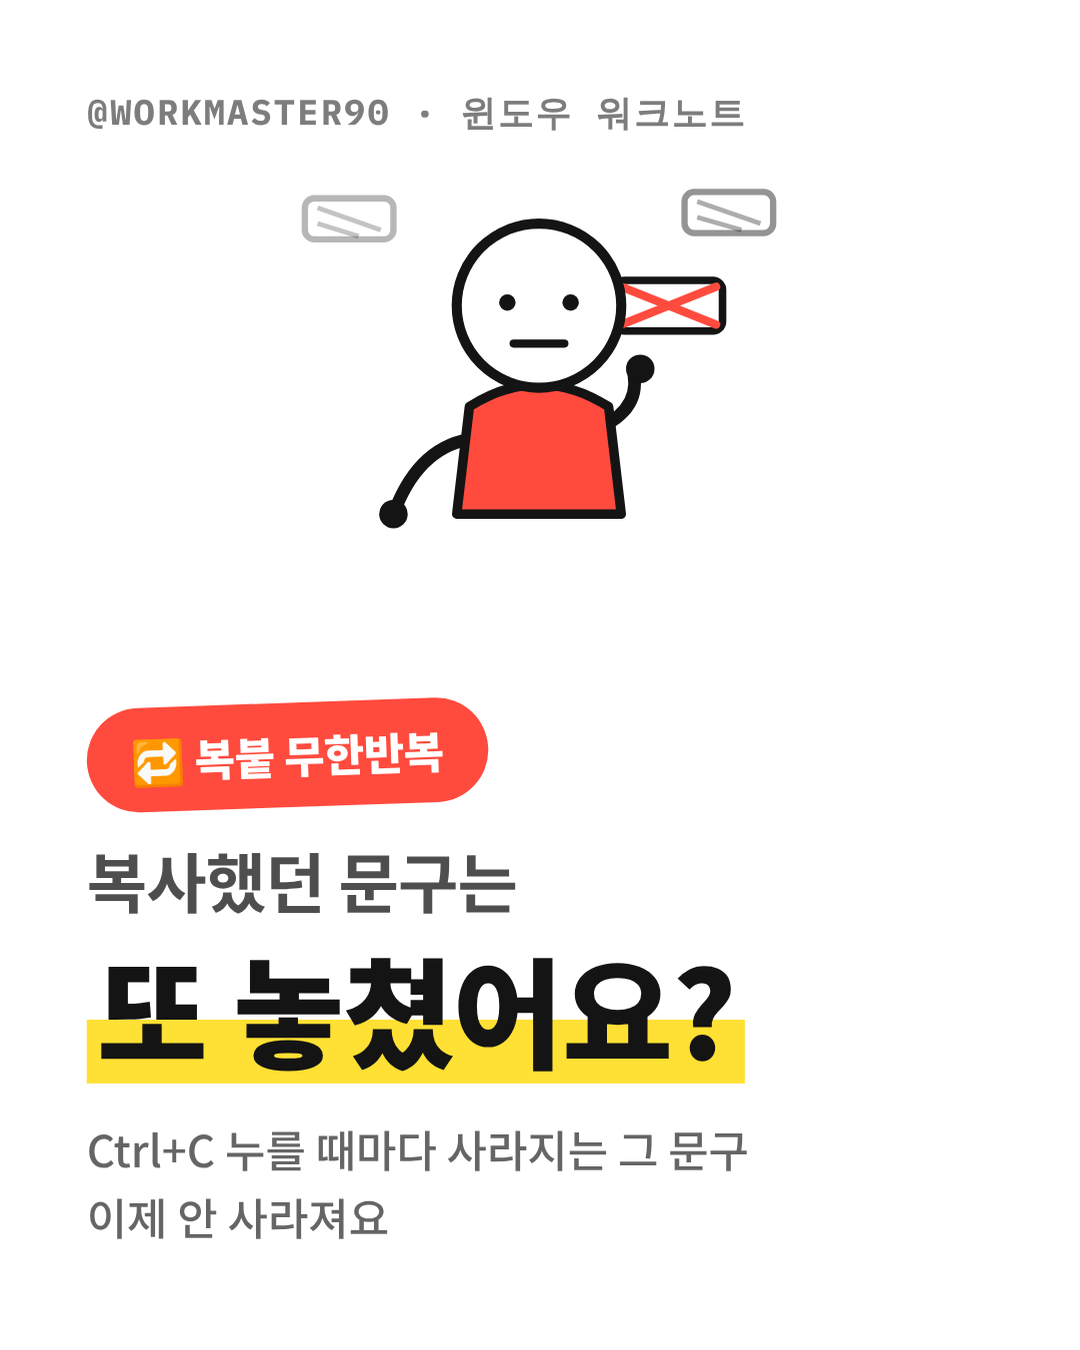 @WORKMASTER90 · 윈도우 워크노트
🔁 복붙 무한반복
복사했던 문구는
또 놓쳤어요?
Ctrl+C 누를 때마다 사라지는 그 문구
이제 안 사라져요